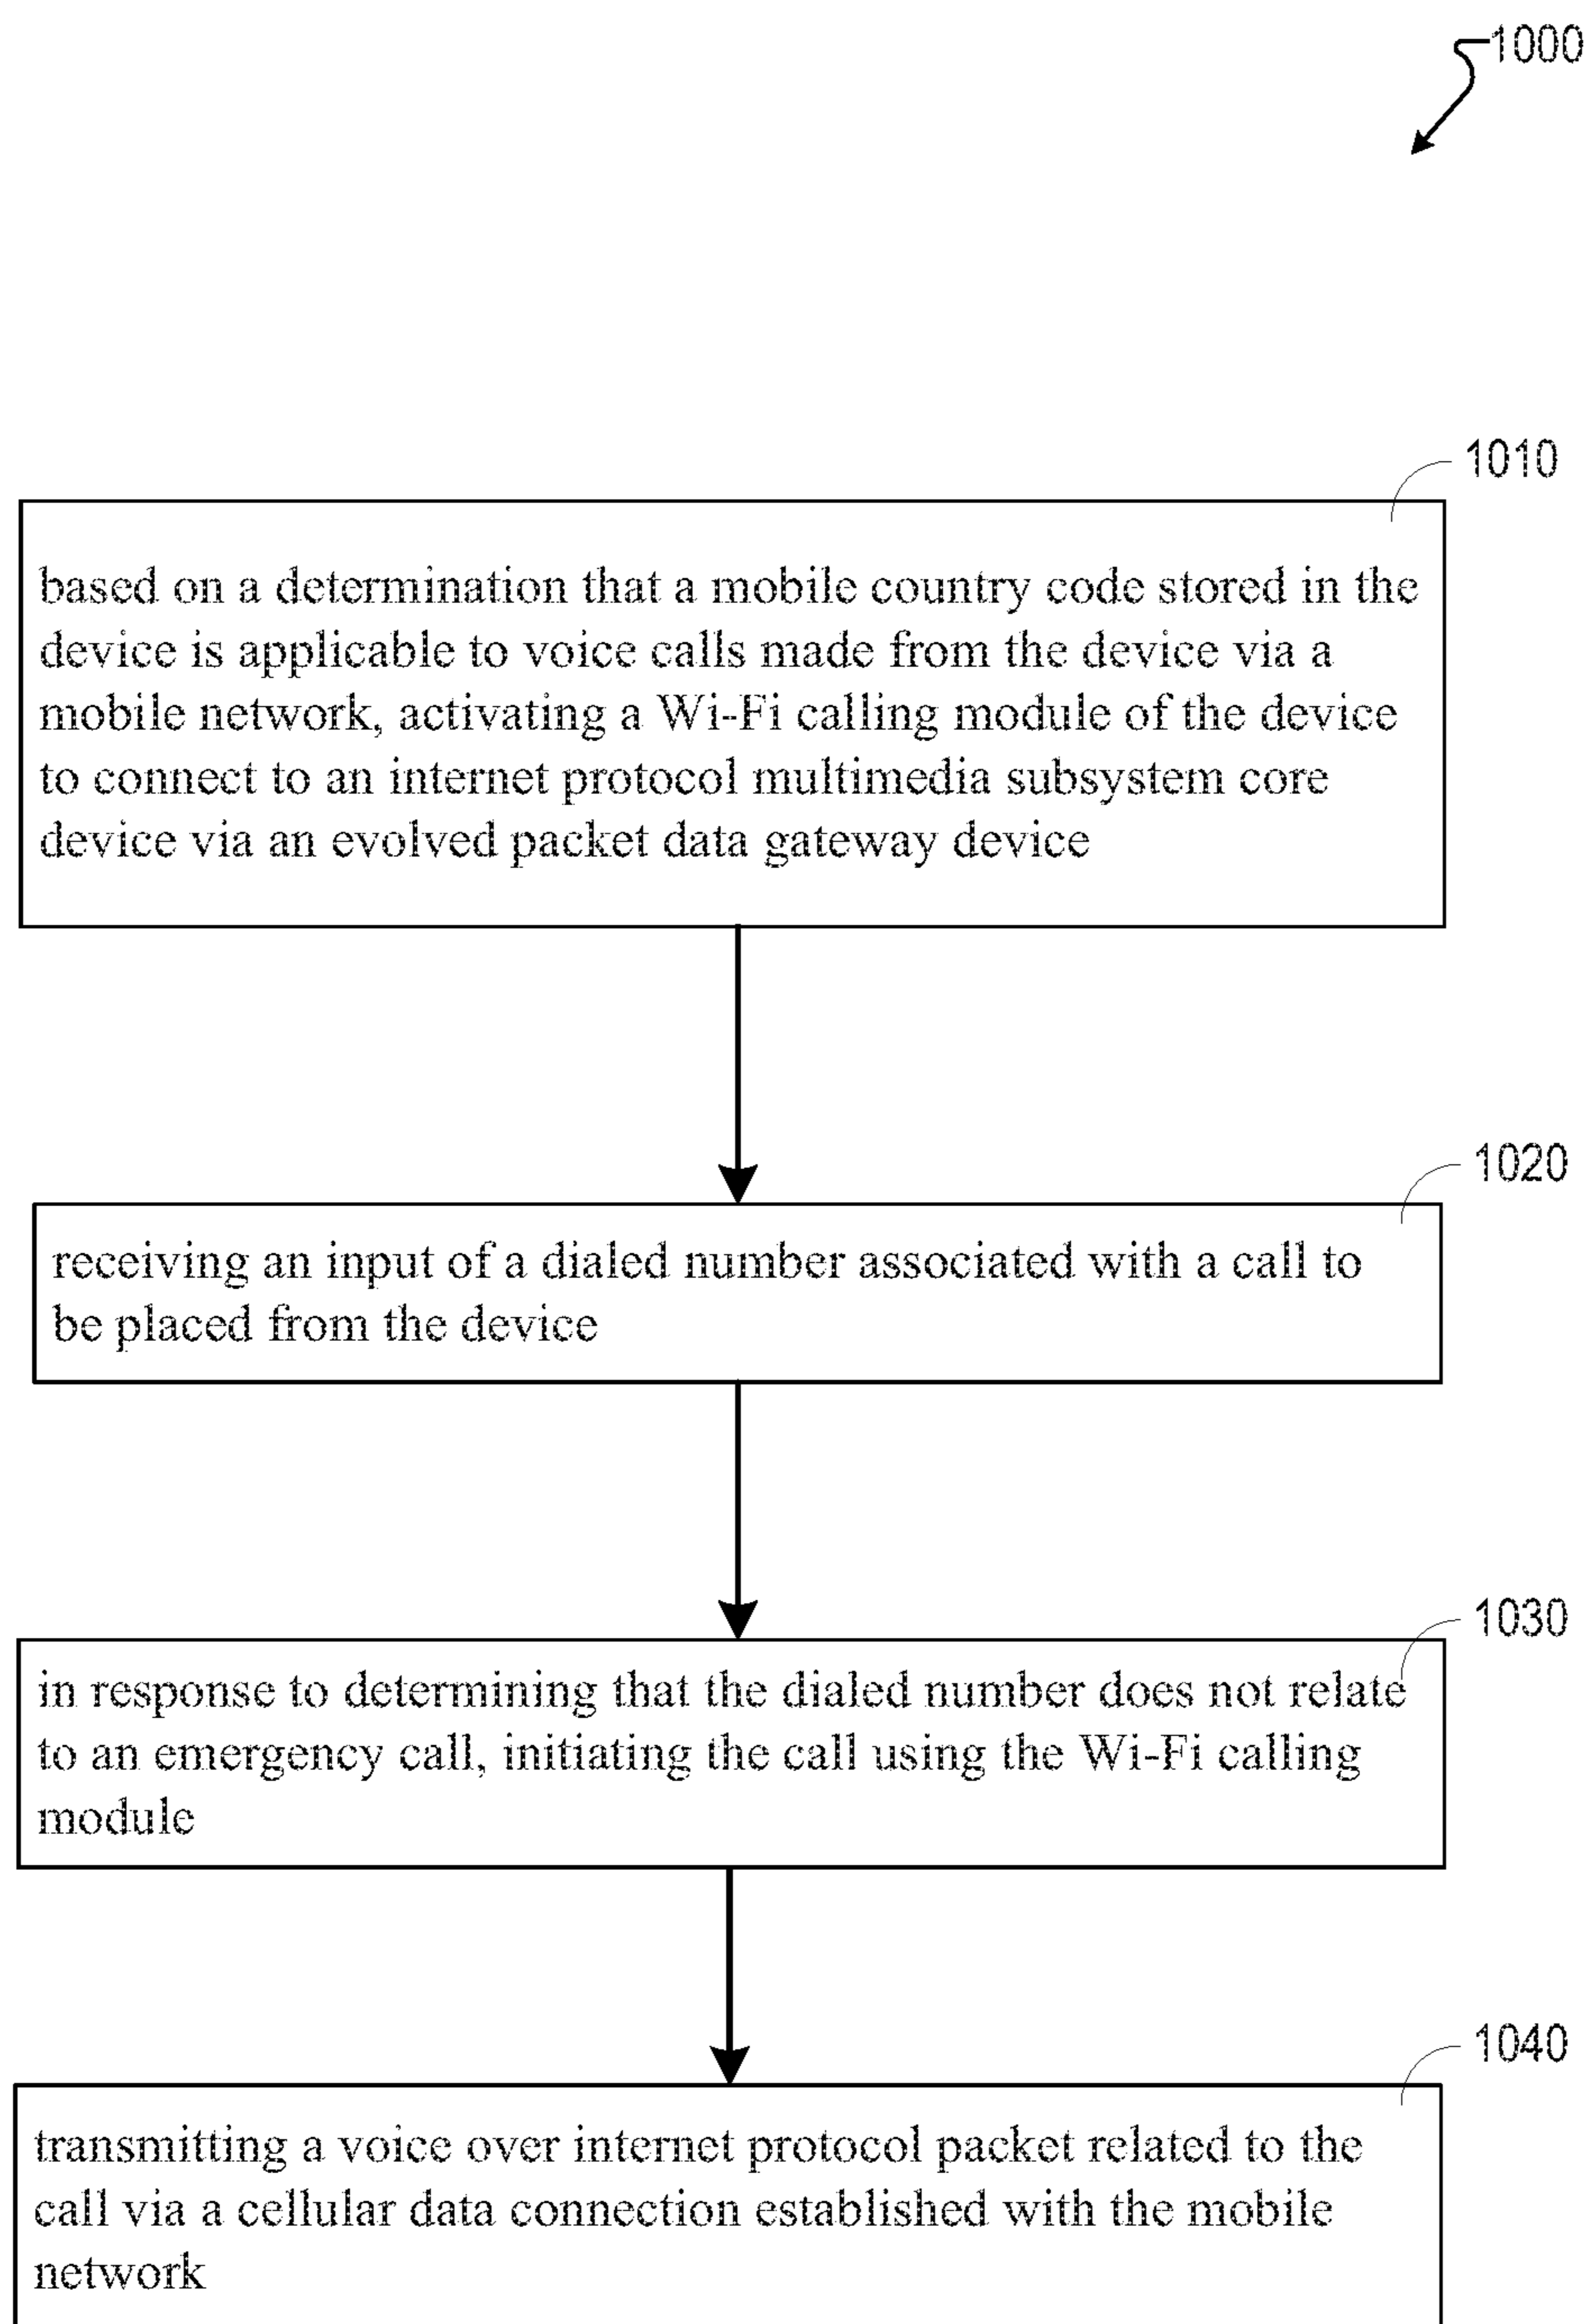 1000
1010
based on a determination that a mobile country code stored in the
device is applicable to voice calls made from the device via a
mobile network, activating a Wi-Fi calling module of the device
to connect to an internet protocol multimedia subsystem core
device via an evolved packet data gateway device
1020
receiving an input of a dialed number associated with a call to
be placed from the device
1030
in response to determining that the dialed number does not relate
to an emergency call, initiating the call using the Wi-Fi calling
module
1040
transmitting a voice over internet protocol packet related to the
call via a cellular data connection established with the mobile
network